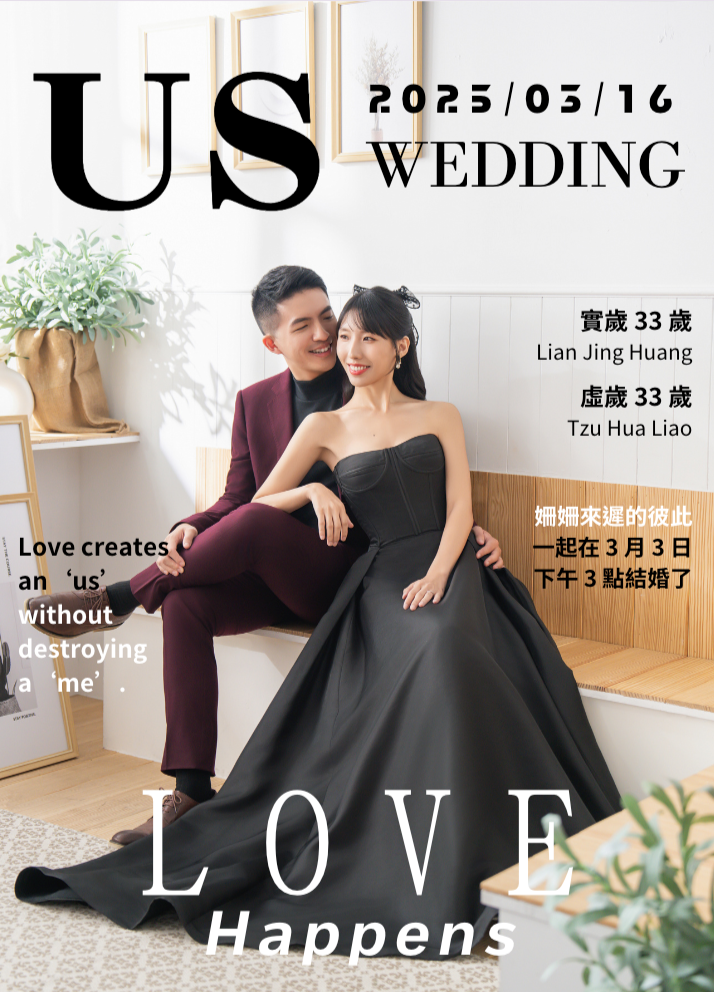 US
2025/03/16
WEDDING
實歲 33 歲
Lian Jing Huang
虛歲 33 歲
Tzu Hua Liao
姍姍來遲的彼此
一起在 3 月 3 日
下午 3 點結婚了
Love creates
an ‘us’
without
destroying
a ‘me’ .
LOVE
Happens